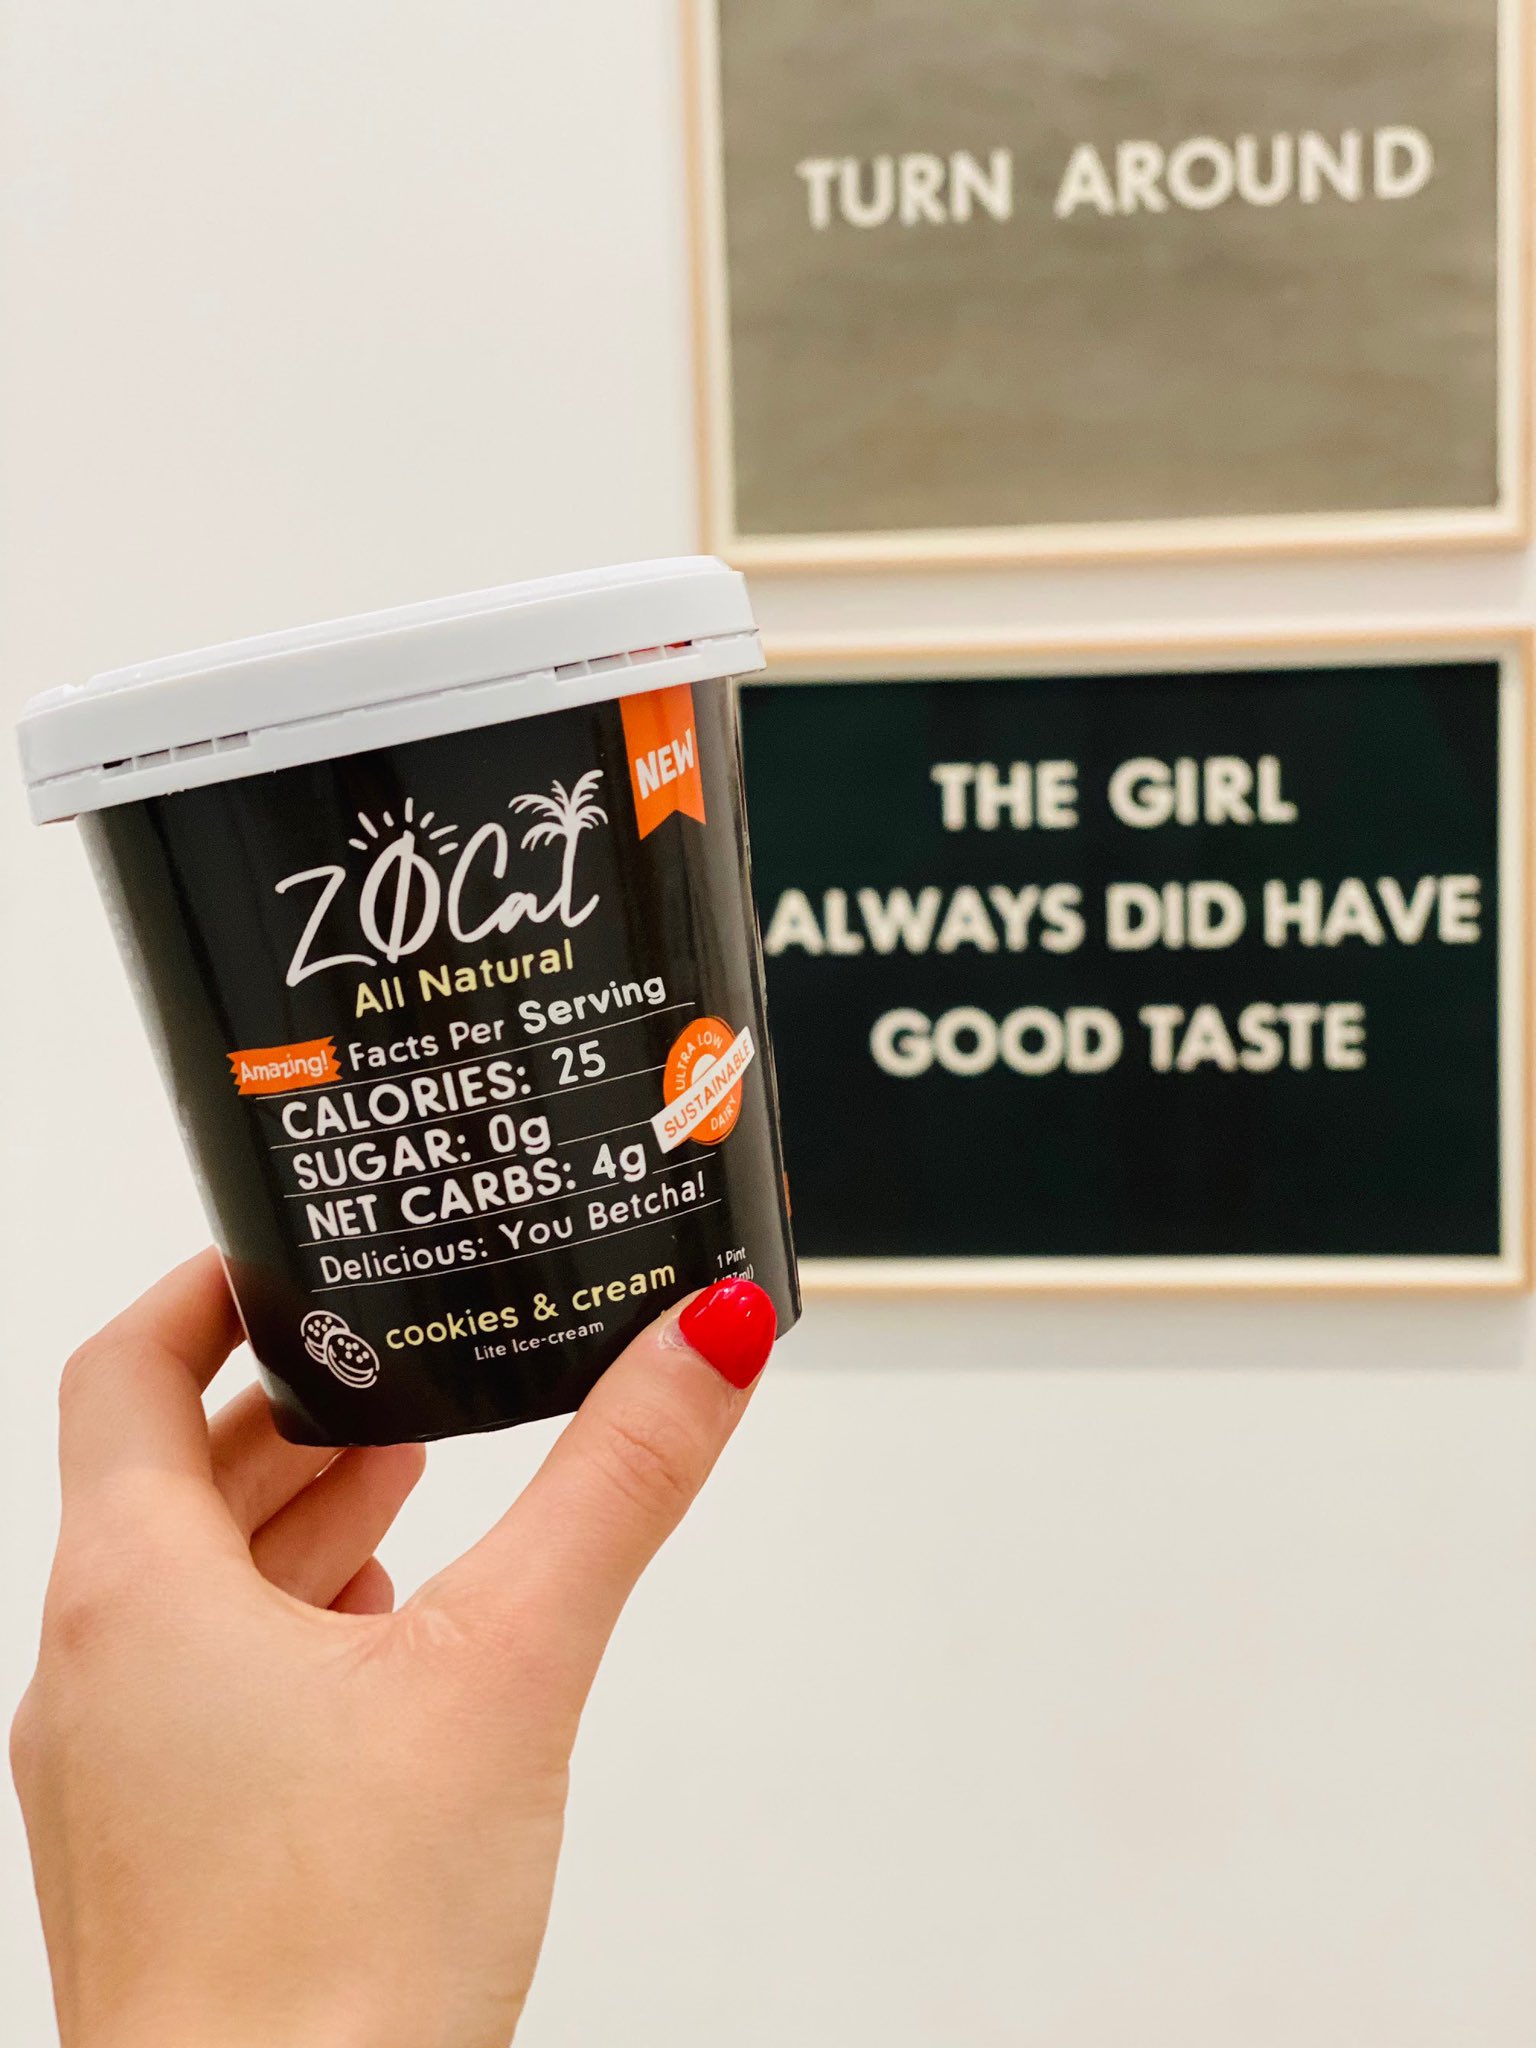 TURN AROUND
THE GIRL
ALWAYS DID HAVE
GOOD TASTE
NEW
ZØCal
All Natural
Amazing! Facts Per Serving
CALORIES: 25
SUGAR: 0g
NET CARBS: 4g
Delicious: You Betcha!
ULTRA LOW
SUSTAINABLE
DAIRY
cookies & cream
Lite Ice-cream
1 Pint